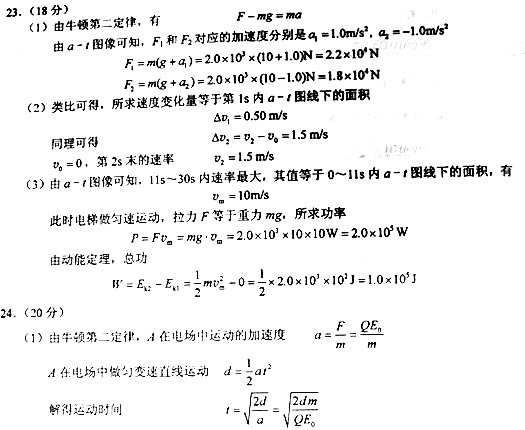 23.（18分）
（1）由牛顿第二定律，有 F－mg＝ma
由 a－t 图像可知，F₁ 和 F₂ 对应的加速度分别是 a₁＝1.0m/s²，a₂＝－1.0m/s²
F₁＝m(g＋a₁)＝2.0×10³×(10＋1.0)N＝2.2×10⁴N
F₂＝m(g＋a₂)＝2.0×10³×(10－1.0)N＝1.8×10⁴N
（2）类比可得，所求速度变化量等于第 1s 内 a－t 图线下的面积
Δv₁＝0.50 m/s
同理可得 Δv₂＝v₂－v₀＝1.5 m/s
v₀＝0，第 2s 末的速率 v₂＝1.5 m/s
（3）由 a－t 图像可知，11s～30s 内速率最大，其值等于 0～11s 内 a－t 图线下的面积，有
vₘ＝10m/s
此时电梯做匀速运动，拉力 F 等于重力 mg，所求功率
P＝Fvₘ＝mg·vₘ＝2.0×10³×10×10W＝2.0×10⁵W
由动能定理，总功
W＝Eₖ₂－Eₖ₁＝1/2 mvₘ²－0＝1/2×2.0×10³×10²J＝1.0×10⁵J
24.（20分）
（1）由牛顿第二定律，A 在电场中运动的加速度 a＝F/m＝QE₀/m
A 在电场中做匀变速直线运动 d＝1/2 at²
解得运动时间 t＝√(2d/a)＝√(2dm/QE₀)